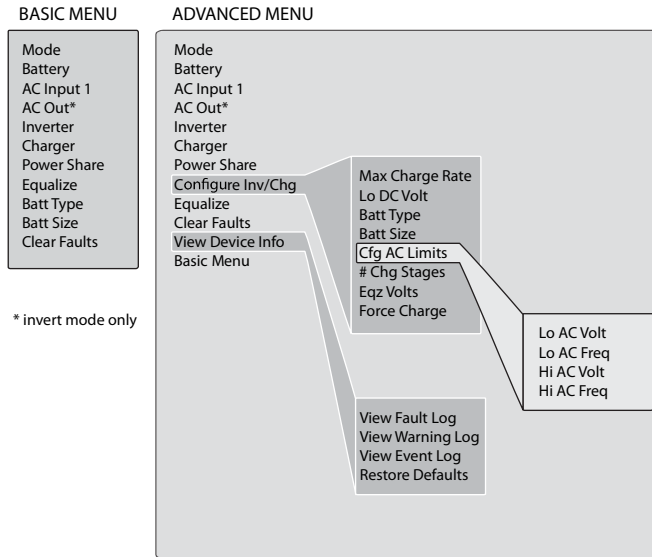 BASIC MENU
Mode
Battery
AC Input 1
AC Out*
Inverter
Charger
Power Share
Equalize
Batt Type
Batt Size
Clear Faults
* invert mode only
ADVANCED MENU
Mode
Battery
AC Input 1
AC Out*
Inverter
Charger
Power Share
Configure Inv/Chg
Equalize
Clear Faults
View Device Info
Basic Menu
Max Charge Rate
Lo DC Volt
Batt Type
Batt Size
Cfg AC Limits
# Chg Stages
Eqz Volts
Force Charge
Lo AC Volt
Lo AC Freq
Hi AC Volt
Hi AC Freq
View Fault Log
View Warning Log
View Event Log
Restore Defaults